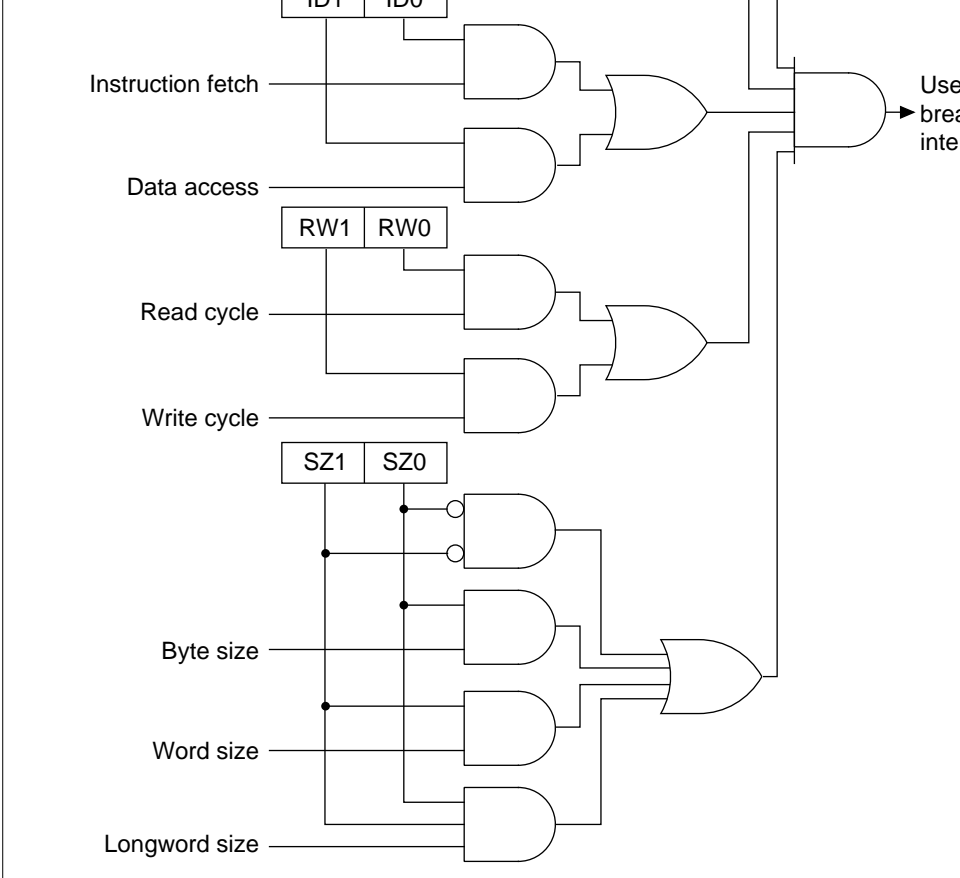 ID1 ID0
Instruction fetch
Data access
RW1 RW0
Read cycle
Write cycle
SZ1 SZ0
Byte size
Word size
Longword size